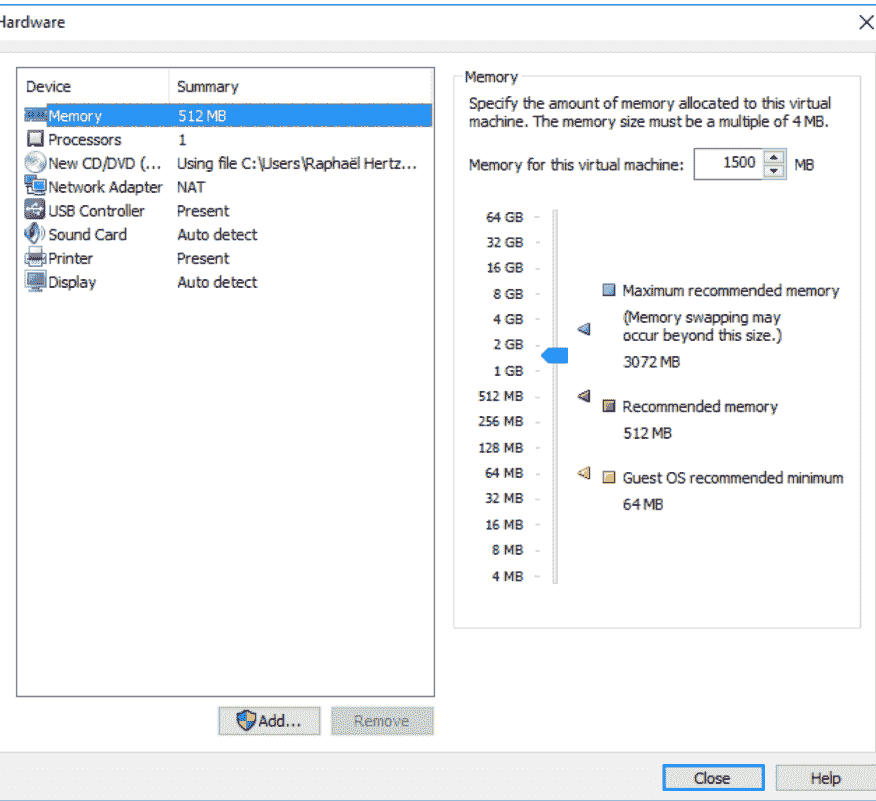 Hardware
Device Summary
Memory 512 MB
Processors 1
New CD/DVD (... Using file C:\Users\Raphaël Hertz...
Network Adapter NAT
USB Controller Present
Sound Card Auto detect
Printer Present
Display Auto detect
Add...
Remove
Memory
Specify the amount of memory allocated to this virtual
machine. The memory size must be a multiple of 4 MB.
Memory for this virtual machine: 1500 MB
64 GB
32 GB
16 GB
8 GB
4 GB
2 GB
1 GB
512 MB
256 MB
128 MB
64 MB
32 MB
16 MB
8 MB
4 MB
Maximum recommended memory
(Memory swapping may
occur beyond this size.)
3072 MB
Recommended memory
512 MB
Guest OS recommended minimum
64 MB
Close
Help